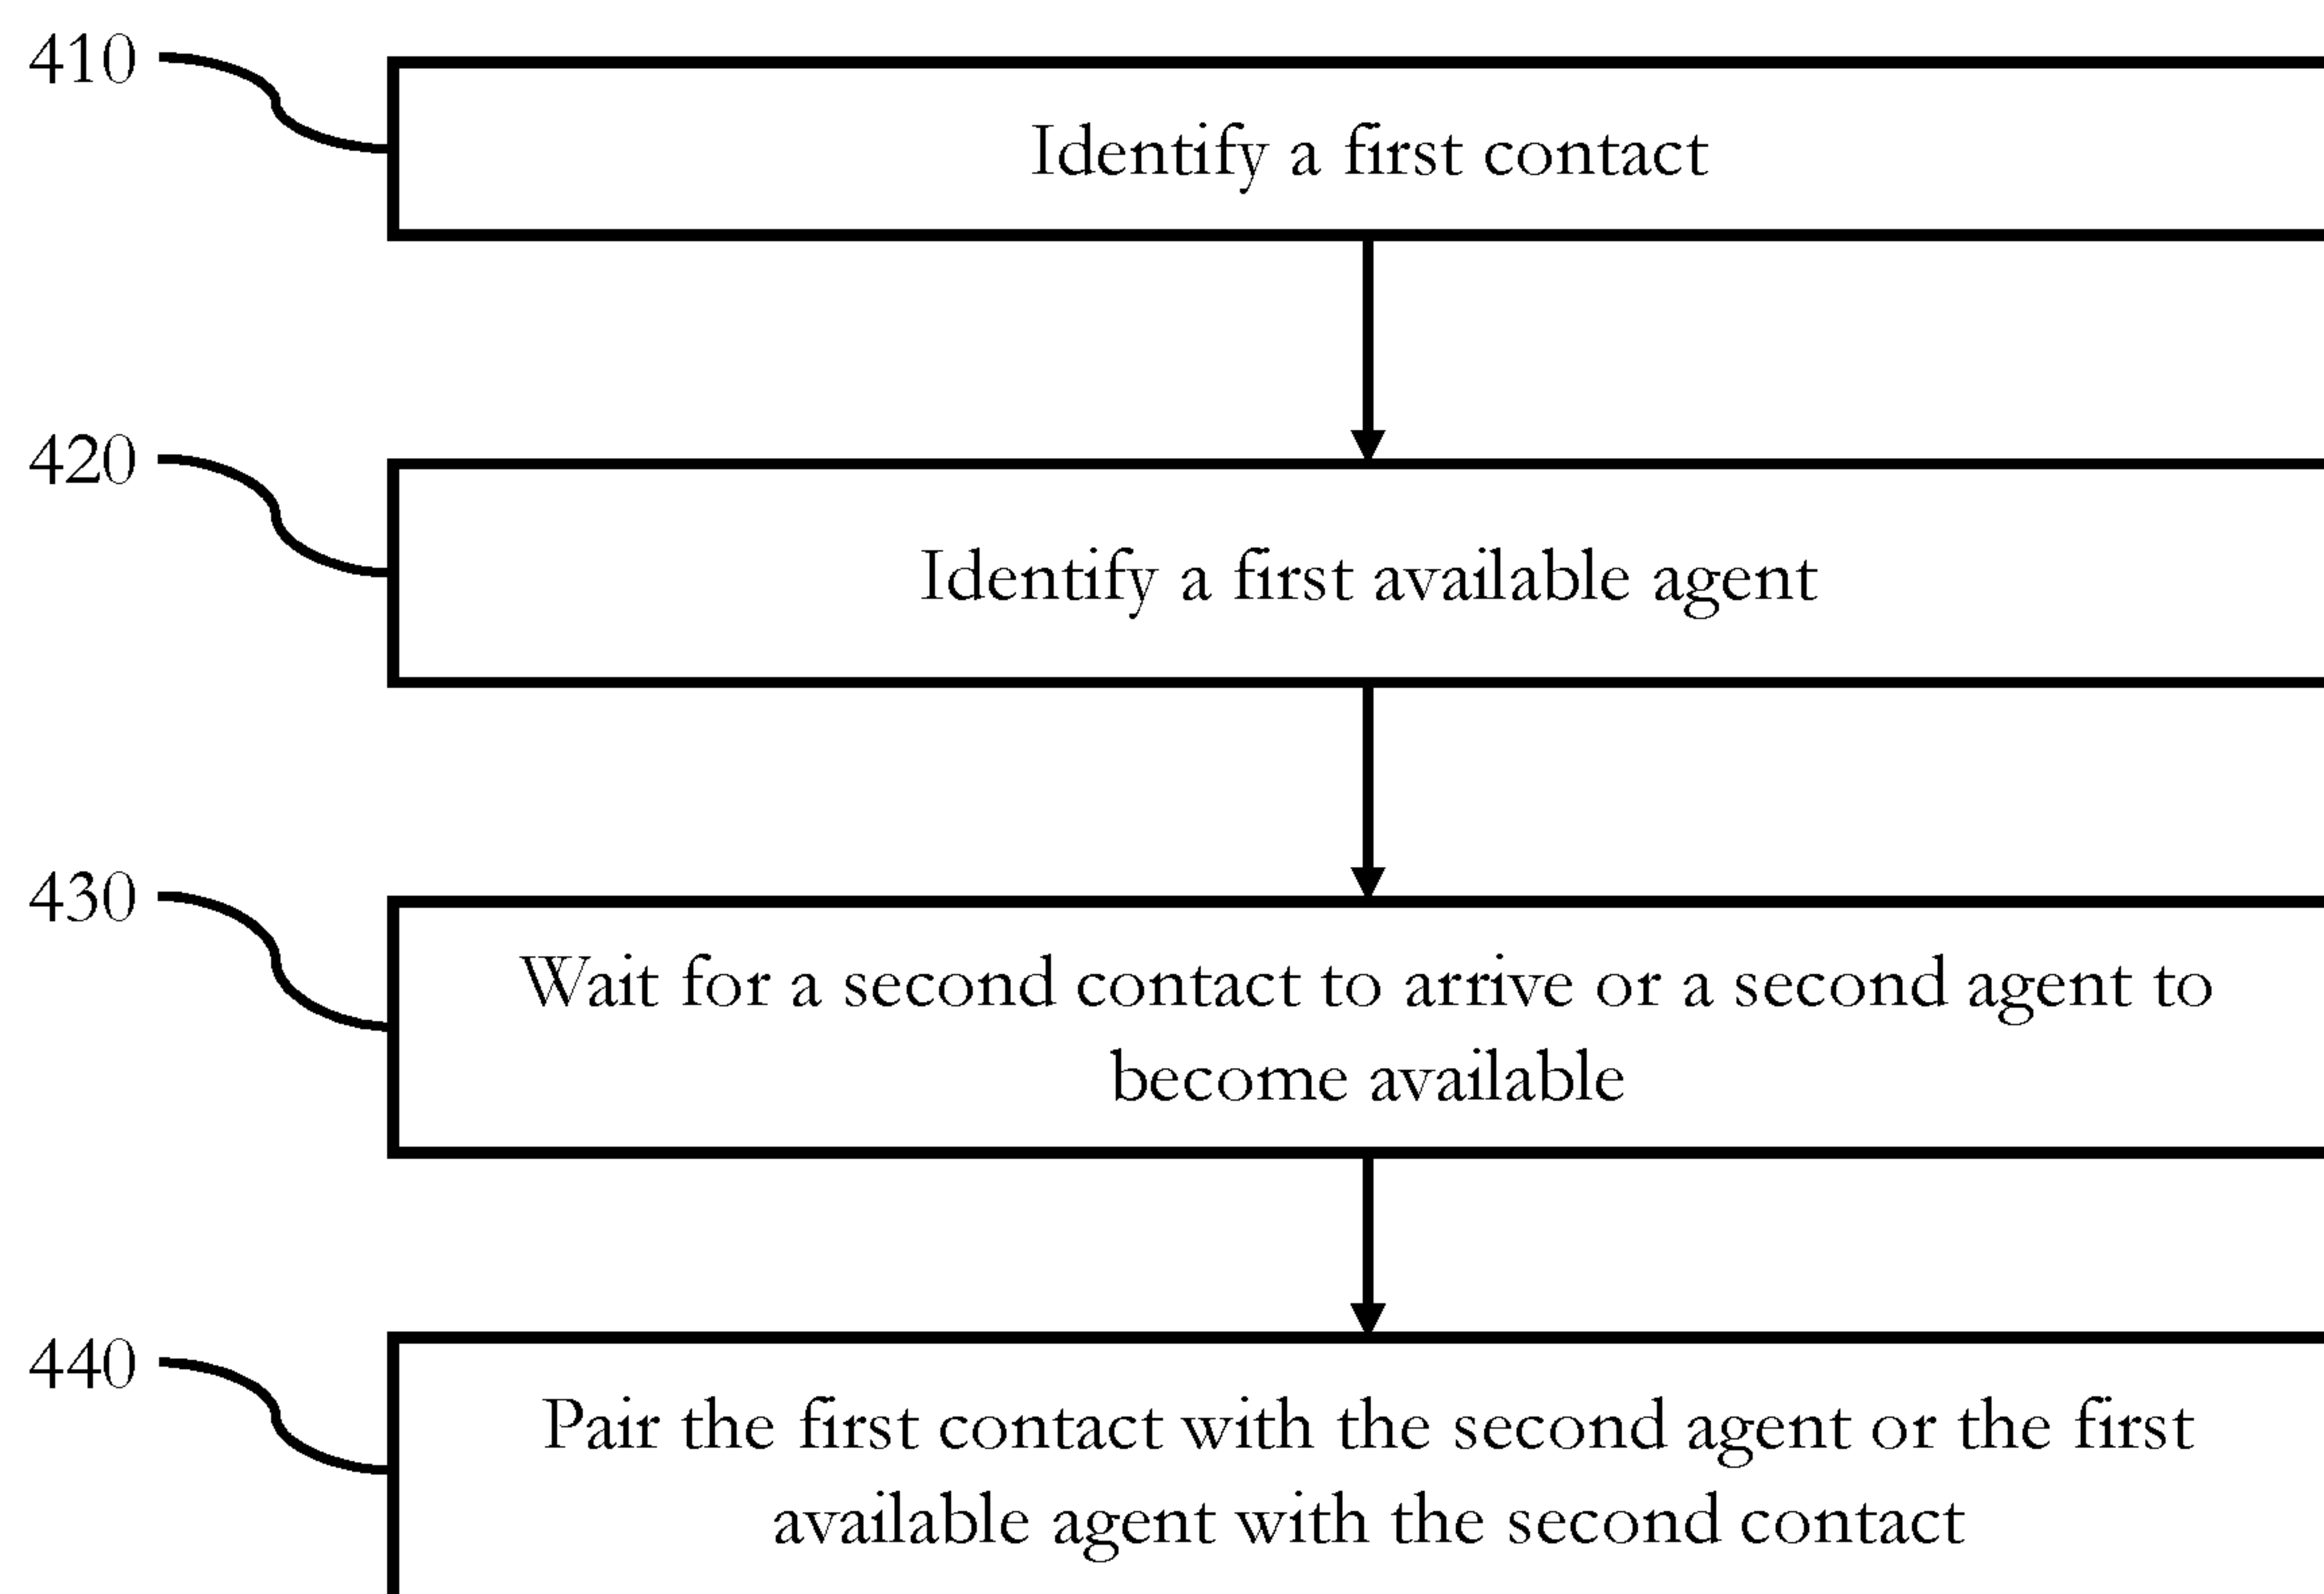 410
Identify a first contact
420
Identify a first available agent
430
Wait for a second contact to arrive or a second agent to
become available
440
Pair the first contact with the second agent or the first
available agent with the second contact